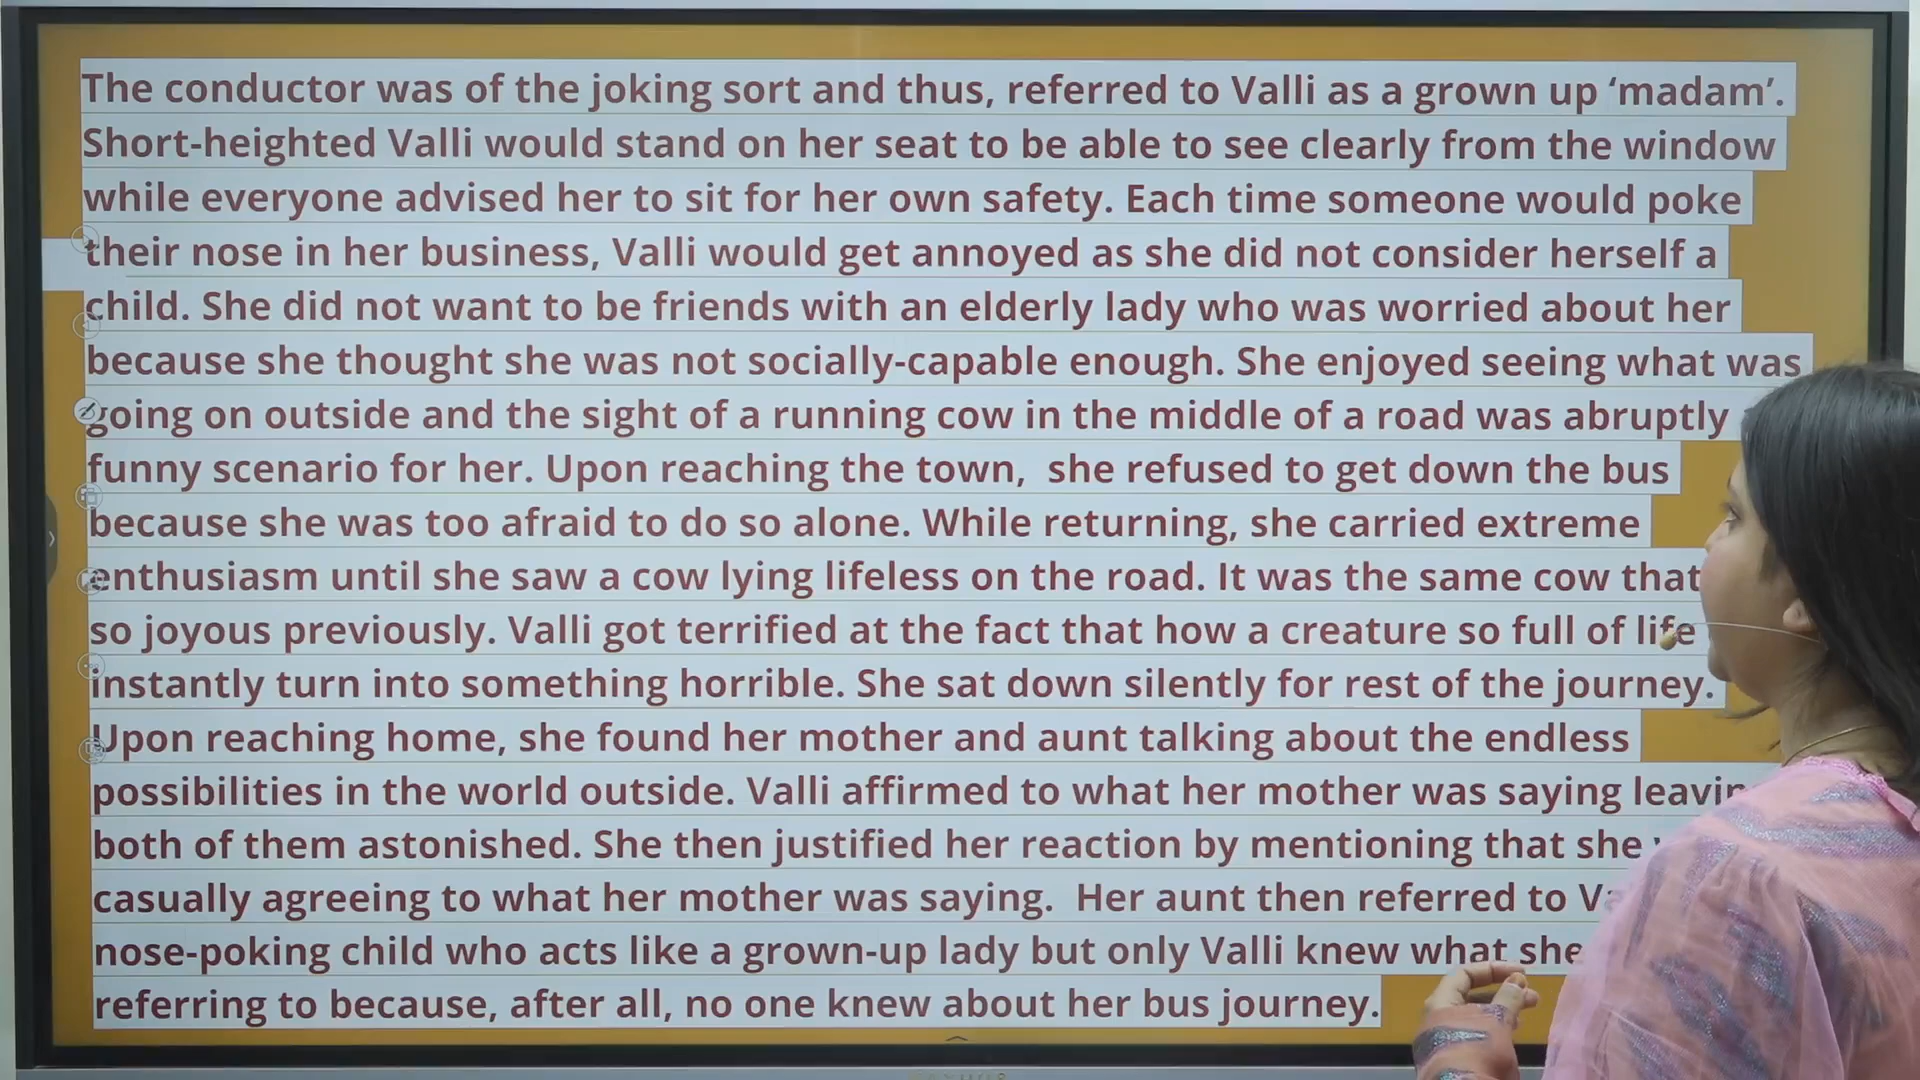 The conductor was of the joking sort and thus, referred to Valli as a grown up ‘madam’.
Short-heighted Valli would stand on her seat to be able to see clearly from the window
while everyone advised her to sit for her own safety. Each time someone would poke
their nose in her business, Valli would get annoyed as she did not consider herself a
child. She did not want to be friends with an elderly lady who was worried about her
because she thought she was not socially-capable enough. She enjoyed seeing what was
going on outside and the sight of a running cow in the middle of a road was abruptly
funny scenario for her. Upon reaching the town, she refused to get down the bus
because she was too afraid to do so alone. While returning, she carried extreme
enthusiasm until she saw a cow lying lifeless on the road. It was the same cow that
so joyous previously. Valli got terrified at the fact that how a creature so full of life
instantly turn into something horrible. She sat down silently for rest of the journey.
Upon reaching home, she found her mother and aunt talking about the endless
possibilities in the world outside. Valli affirmed to what her mother was saying
both of them astonished. She then justified her reaction by mentioning that she
casually agreeing to what her mother was saying. Her aunt then referred to
nose-poking child who acts like a grown-up lady but only Valli knew what she
referring to because, after all, no one knew about her bus journey.